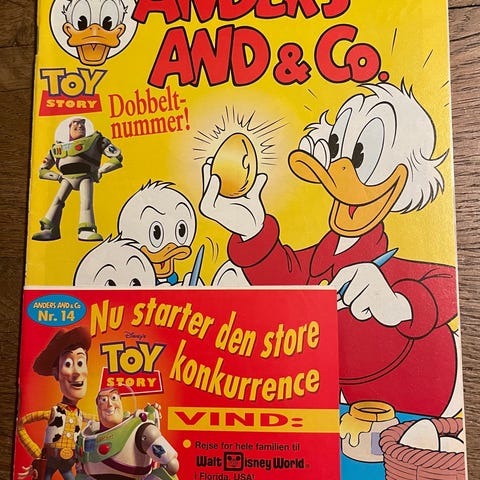 ANDERS
AND & Co.
TOY
STORY
Dobbelt-
nummer!
ANDERS AND & Co
Nr. 14
Nu starter den store
konkurrence
Disney's
TOY
STORY
VIND:
• Rejse for hele familien til
Walt Disney World
i Florida, USA!